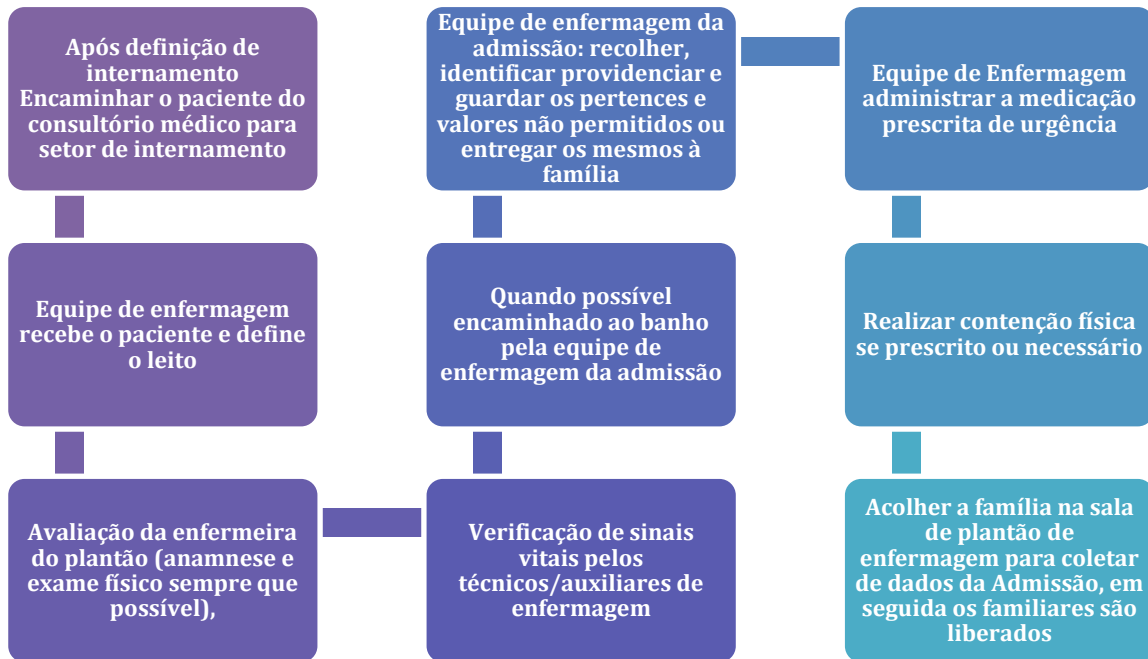 Após definição de
internamento
Encaminhar o paciente do
consultório médico para
setor de internamento
Equipe de enfermagem
recebe o paciente e define
o leito
Avaliação da enfermeira
do plantão (anamnese e
exame físico sempre que
possível),
Verificação de sinais
vitais pelos
técnicos/auxiliares de
enfermagem
Quando possível
encaminhado ao banho
pela equipe de
enfermagem da admissão
Equipe de enfermagem da
admissão: recolher,
identificar providenciar e
guardar os pertences e
valores não permitidos ou
entregar os mesmos à
família
Equipe de Enfermagem
administrar a medicação
prescrita de urgência
Realizar contenção física
se prescrito ou necessário
Acolher a família na sala
de plantão de
enfermagem para coletar
de dados da Admissão, em
seguida os familiares são
liberados